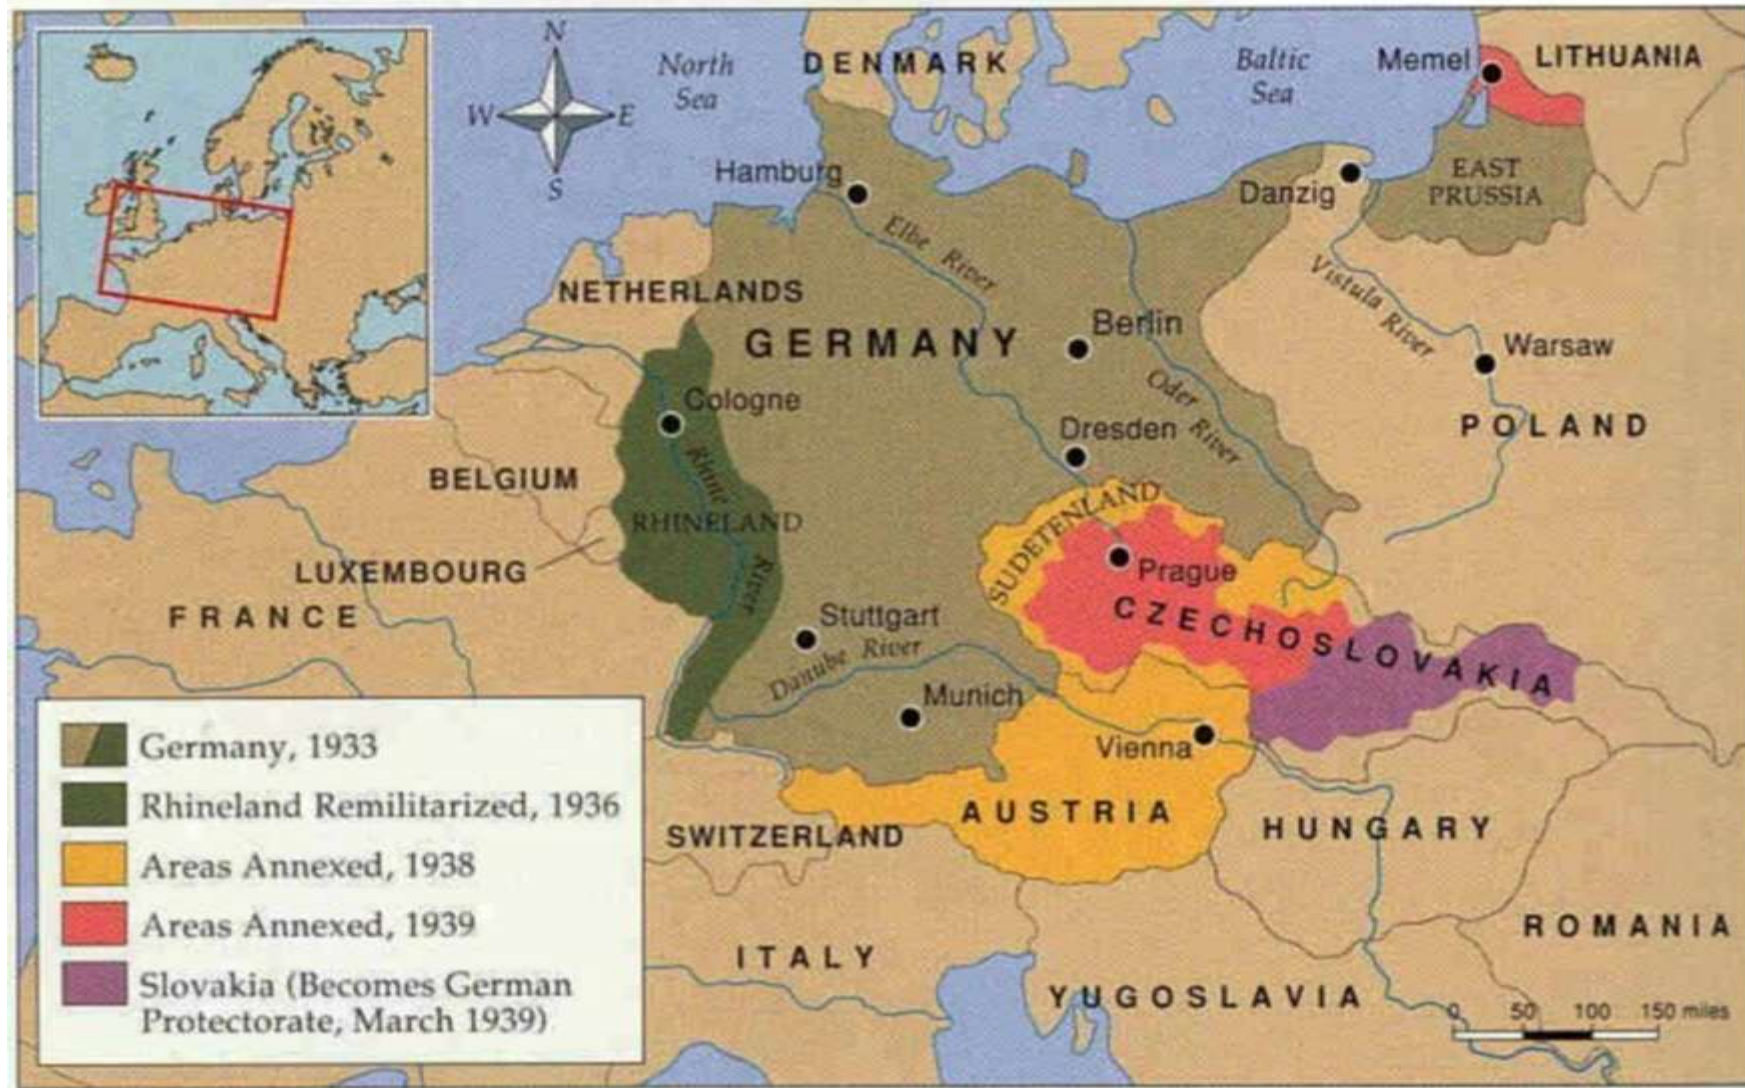 N
W E
S
North
Sea
DENMARK
Baltic
Sea
Memel
LITHUANIA
Hamburg
Danzig
EAST
PRUSSIA
Elbe River
Vistula River
NETHERLANDS
GERMANY
Berlin
Warsaw
Oder River
Cologne
Dresden
POLAND
BELGIUM
Rhine River
RHINELAND
SUDETENLAND
LUXEMBOURG
Prague
FRANCE
CZECHOSLOVAKIA
Stuttgart
Danube River
Munich
Vienna
AUSTRIA
SWITZERLAND
HUNGARY
ITALY
ROMANIA
YUGOSLAVIA
0 50 100 150 miles
Germany, 1933
Rhineland Remilitarized, 1936
Areas Annexed, 1938
Areas Annexed, 1939
Slovakia (Becomes German
Protectorate, March 1939)